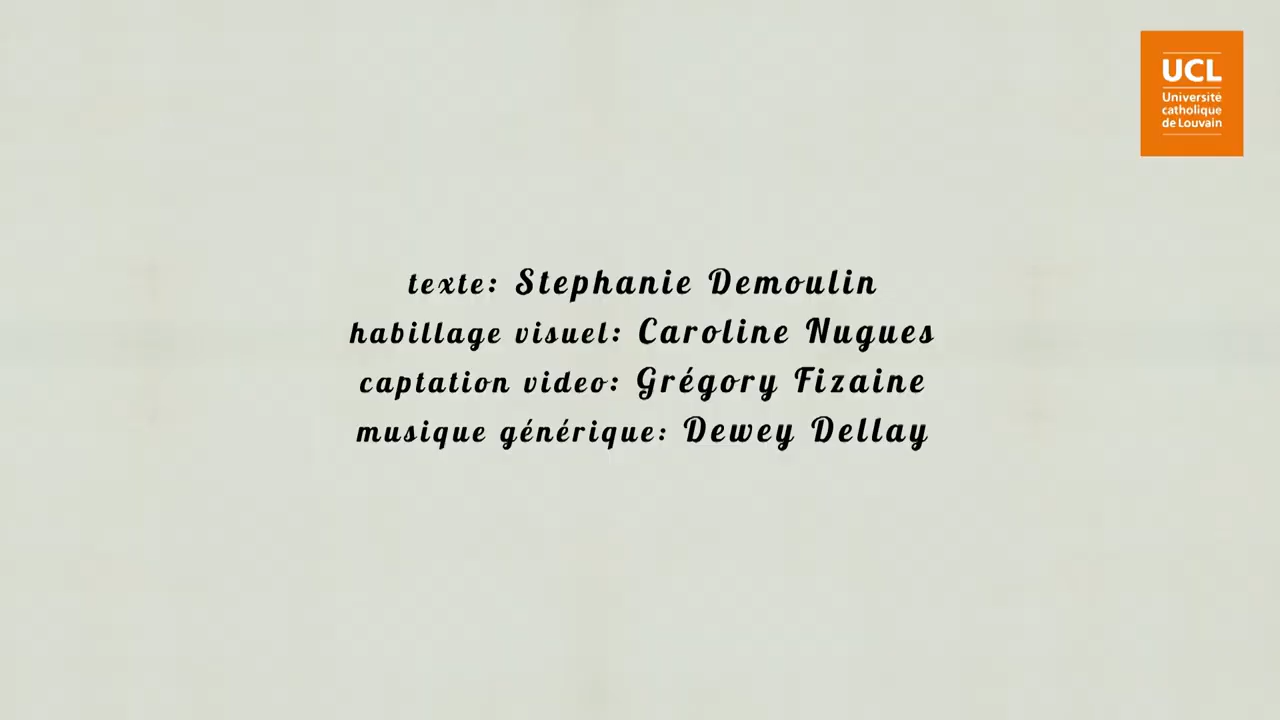 UCL
Université
catholique
de Louvain
texte: Stephanie Demoulin
habillage visuel: Caroline Nugues
captation video: Grégory Fizaine
musique générique: Dewey Dellay